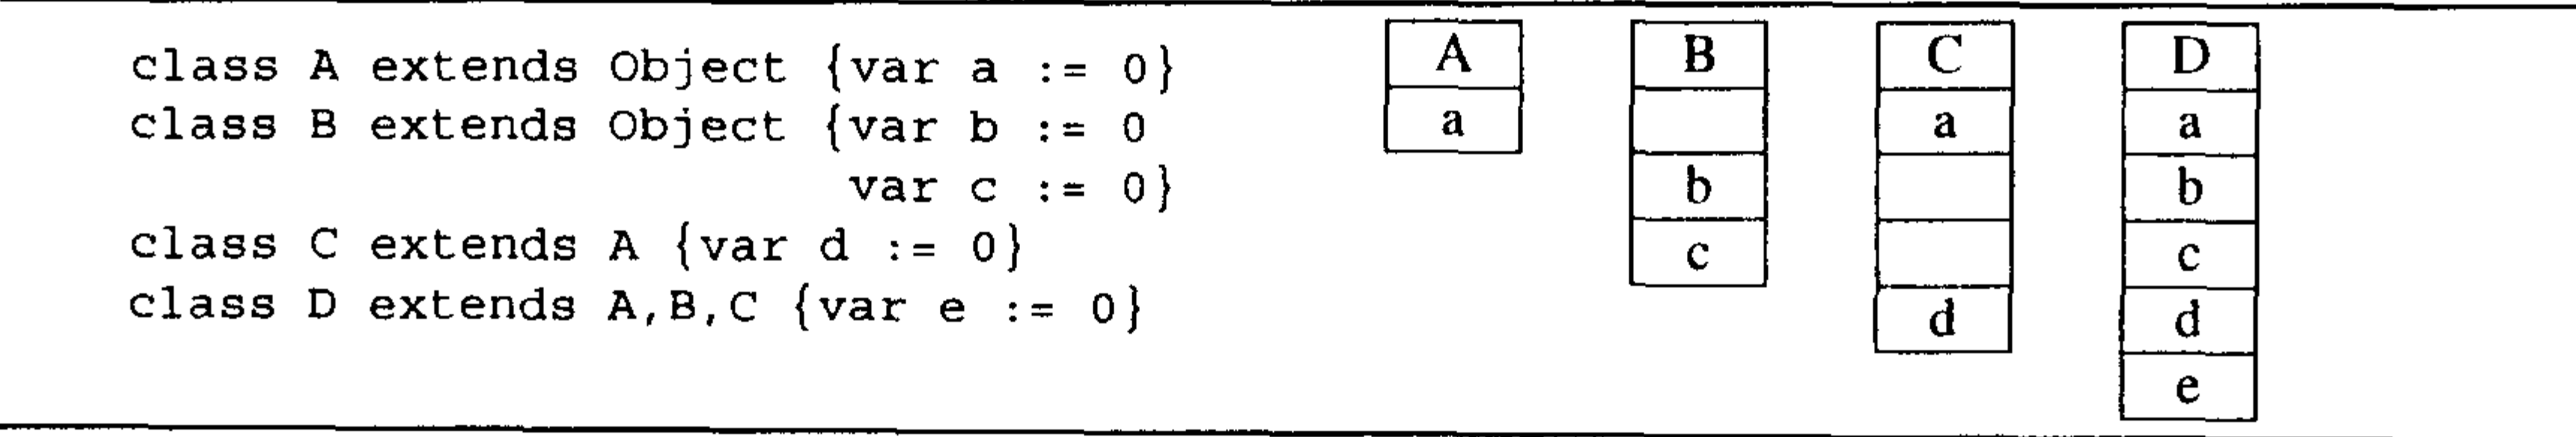 class A extends Object {var a := 0}
class B extends Object {var b := 0
var c := 0}
class C extends A {var d := 0}
class D extends A,B,C {var e := 0}
A B C D
a a a
b b
c c
d d
e